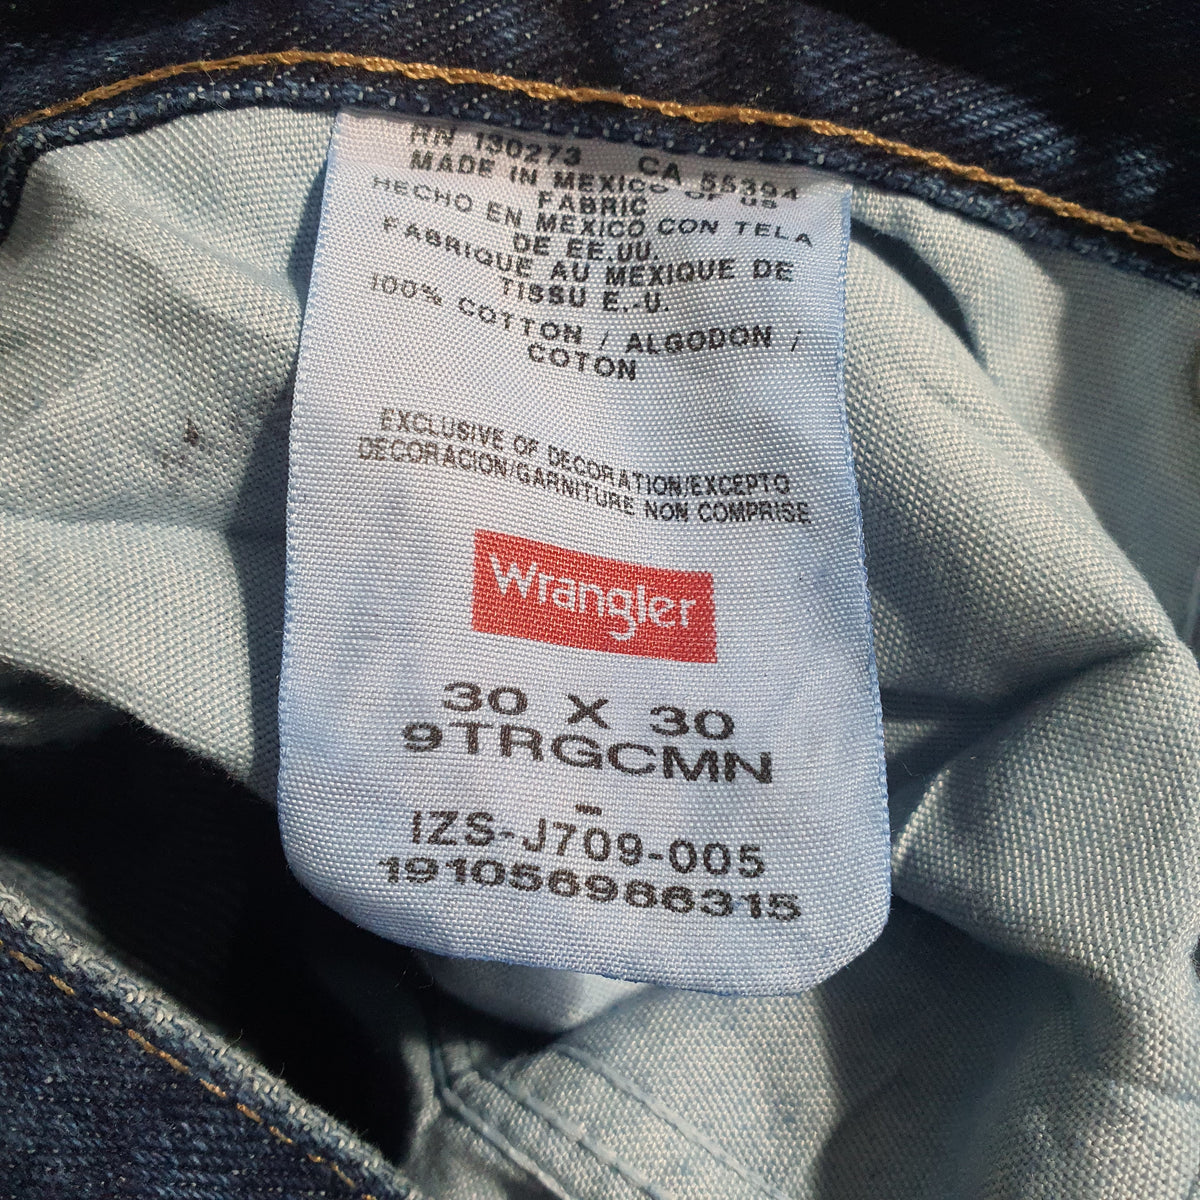 RN 130273 CA 55394
MADE IN MEXICO OF US
FABRIC
HECHO EN MEXICO CON TELA
DE EE.UU.
FABRIQUE AU MEXIQUE DE
TISSU E.-U.
100% COTTON / ALGODON /
COTON
EXCLUSIVE OF DECORATION/EXCEPTO
DECORACION/GARNITURE NON COMPRISE
Wrangler
30 X 30
9TRGCMN
-
IZS-J709-005
191056986315